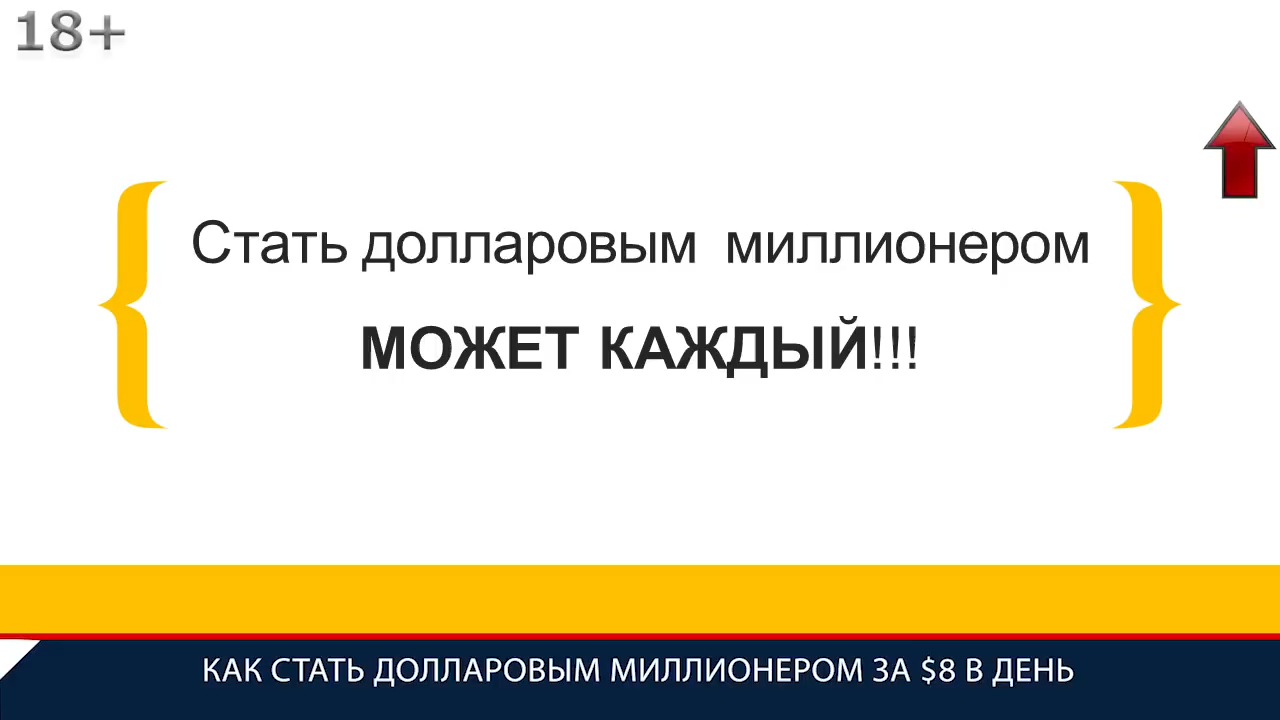 18+
Стать долларовым миллионером
МОЖЕТ КАЖДЫЙ!!!
КАК СТАТЬ ДОЛЛАРОВЫМ МИЛЛИОНЕРОМ ЗА $8 В ДЕНЬ